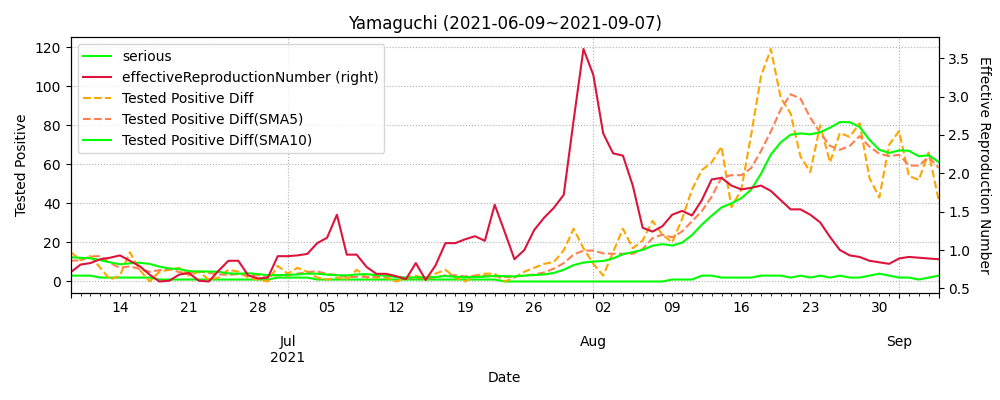 Yamaguchi (2021-06-09~2021-09-07)
serious
effectiveReproductionNumber (right)
Tested Positive Diff
Tested Positive Diff(SMA5)
Tested Positive Diff(SMA10)
Tested Positive
120
100
80
60
40
20
0
Effective Reproduction Number
3.5
3.0
2.5
2.0
1.5
1.0
0.5
14 21 28 05 12 19 26 02 09 16 23 30
Jul Aug Sep
2021
Date